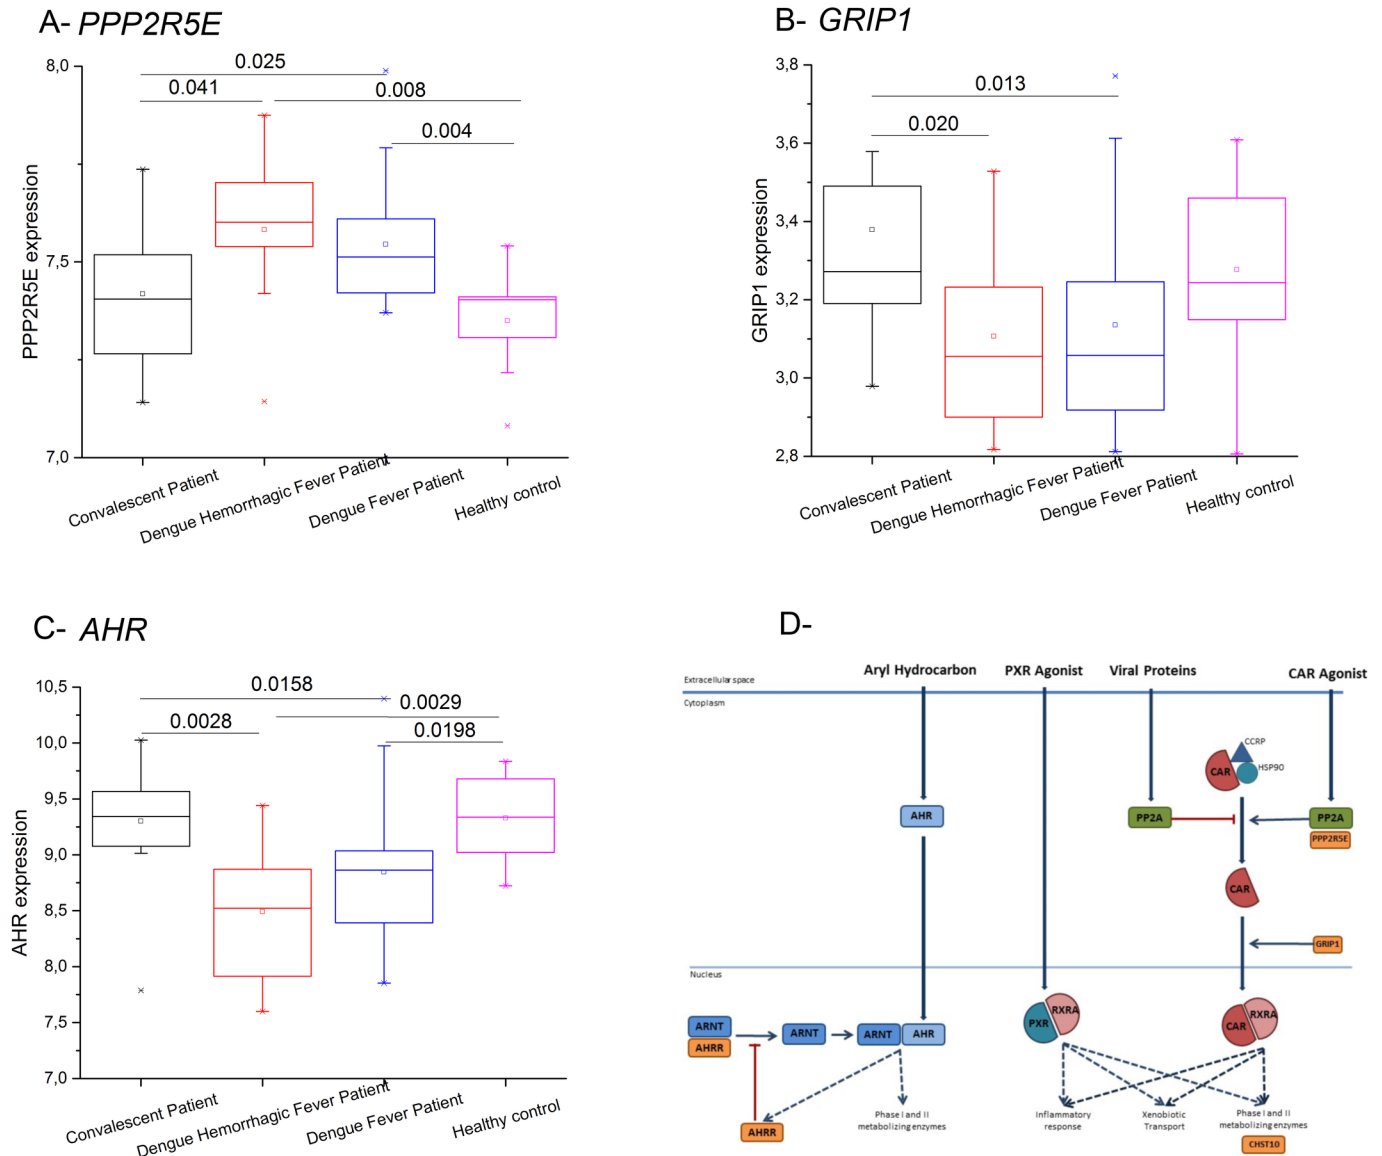 A- PPP2R5E
8,0
7,5
7,0
PPP2R5E expression
0.025
0.041
0.008
0.004
Convalescent Patient
Dengue Hemorrhagic Fever Patient
Dengue Fever Patient
Healthy control
B- GRIP1
3,8
3,6
3,4
3,2
3,0
2,8
GRIP1 expression
0.013
0.020
Convalescent Patient
Dengue Hemorrhagic Fever Patient
Dengue Fever Patient
Healthy control
C- AHR
10,5
10,0
9,5
9,0
8,5
8,0
7,5
7,0
AHR expression
0.0158
0.0029
0.0028
0.0198
Convalescent Patient
Dengue Hemorrhagic Fever Patient
Dengue Fever Patient
Healthy control
D-
Aryl Hydrocarbon PXR Agonist Viral Proteins CAR Agonist
Extracellular space
Cytoplasm
CCRP
CAR
HSP90
AHR
PP2A
PP2A
PPP2R5E
CAR
GRIP1
Nucleus
ARNT
AHRR
ARNT
ARNT AHR
PXR RXRA
CAR RXRA
AHRR
Phase I and II
metabolizing enzymes
Inflammatory
response
Xenobiotic
Transport
Phase I and II
metabolizing enzymes
CHST10